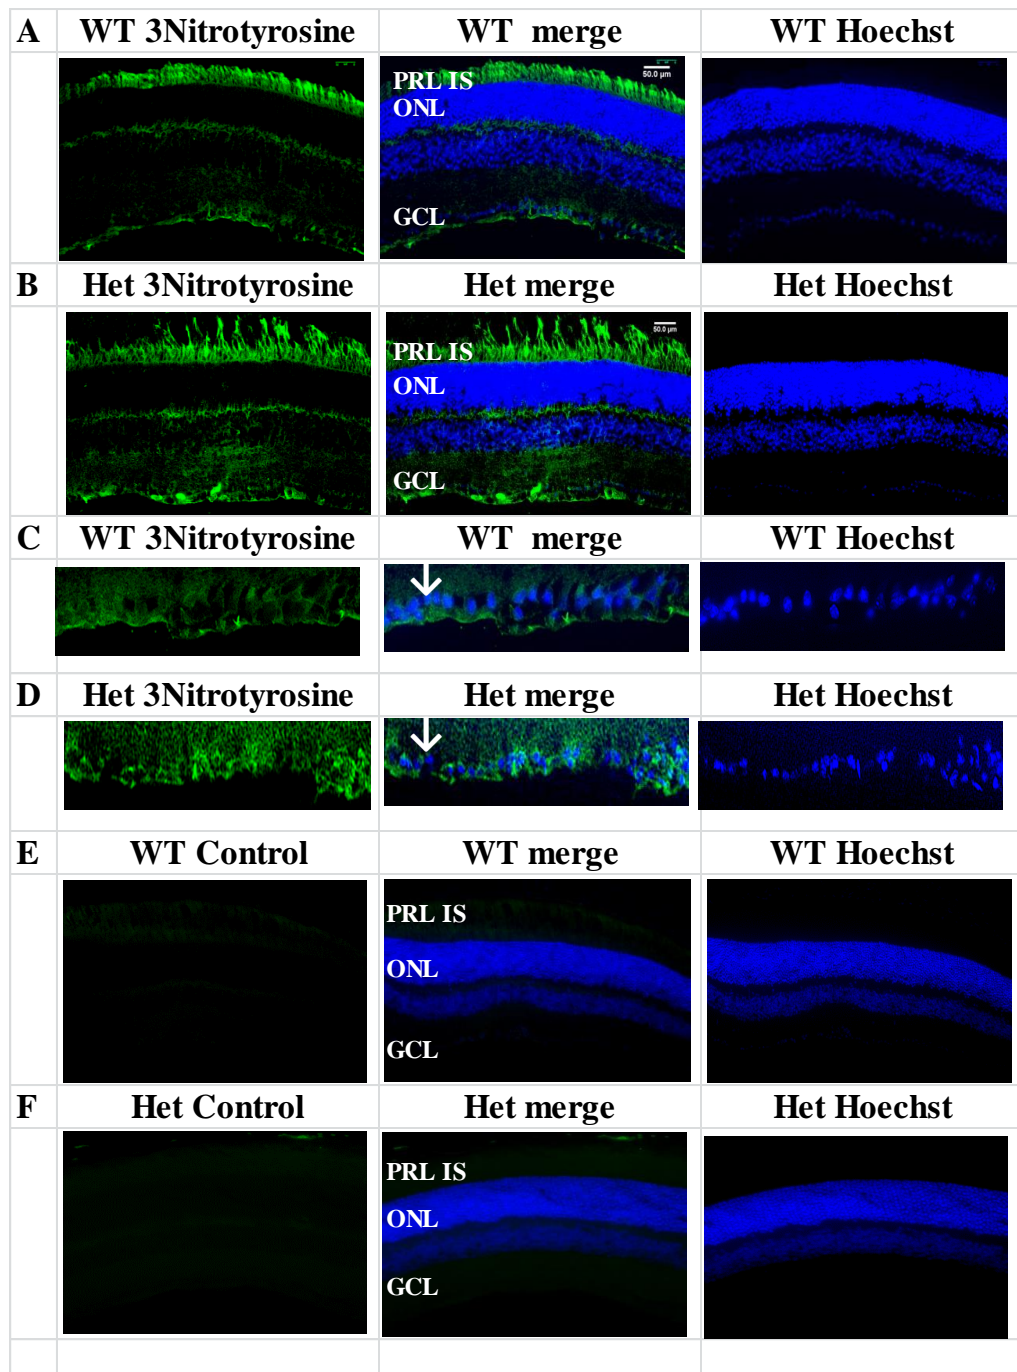 A WT 3Nitrotyrosine WT merge WT Hoechst
50.0 µm
PRL IS
ONL
GCL
B Het 3Nitrotyrosine Het merge Het Hoechst
50.0 µm
PRL IS
ONL
GCL
C WT 3Nitrotyrosine WT merge WT Hoechst
D Het 3Nitrotyrosine Het merge Het Hoechst
E WT Control WT merge WT Hoechst
PRL IS
ONL
GCL
F Het Control Het merge Het Hoechst
PRL IS
ONL
GCL